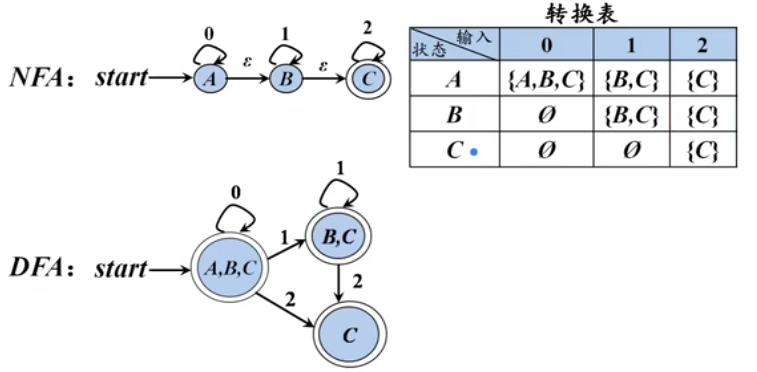 转换表
NFA： start
0
1
2
A
ε
B
ε
C
输入
状态
0
1
2
A
{A,B,C}
{B,C}
{C}
B
Ø
{B,C}
{C}
C
Ø
Ø
{C}
DFA： start
0
1
A,B,C
1
B,C
2
2
C